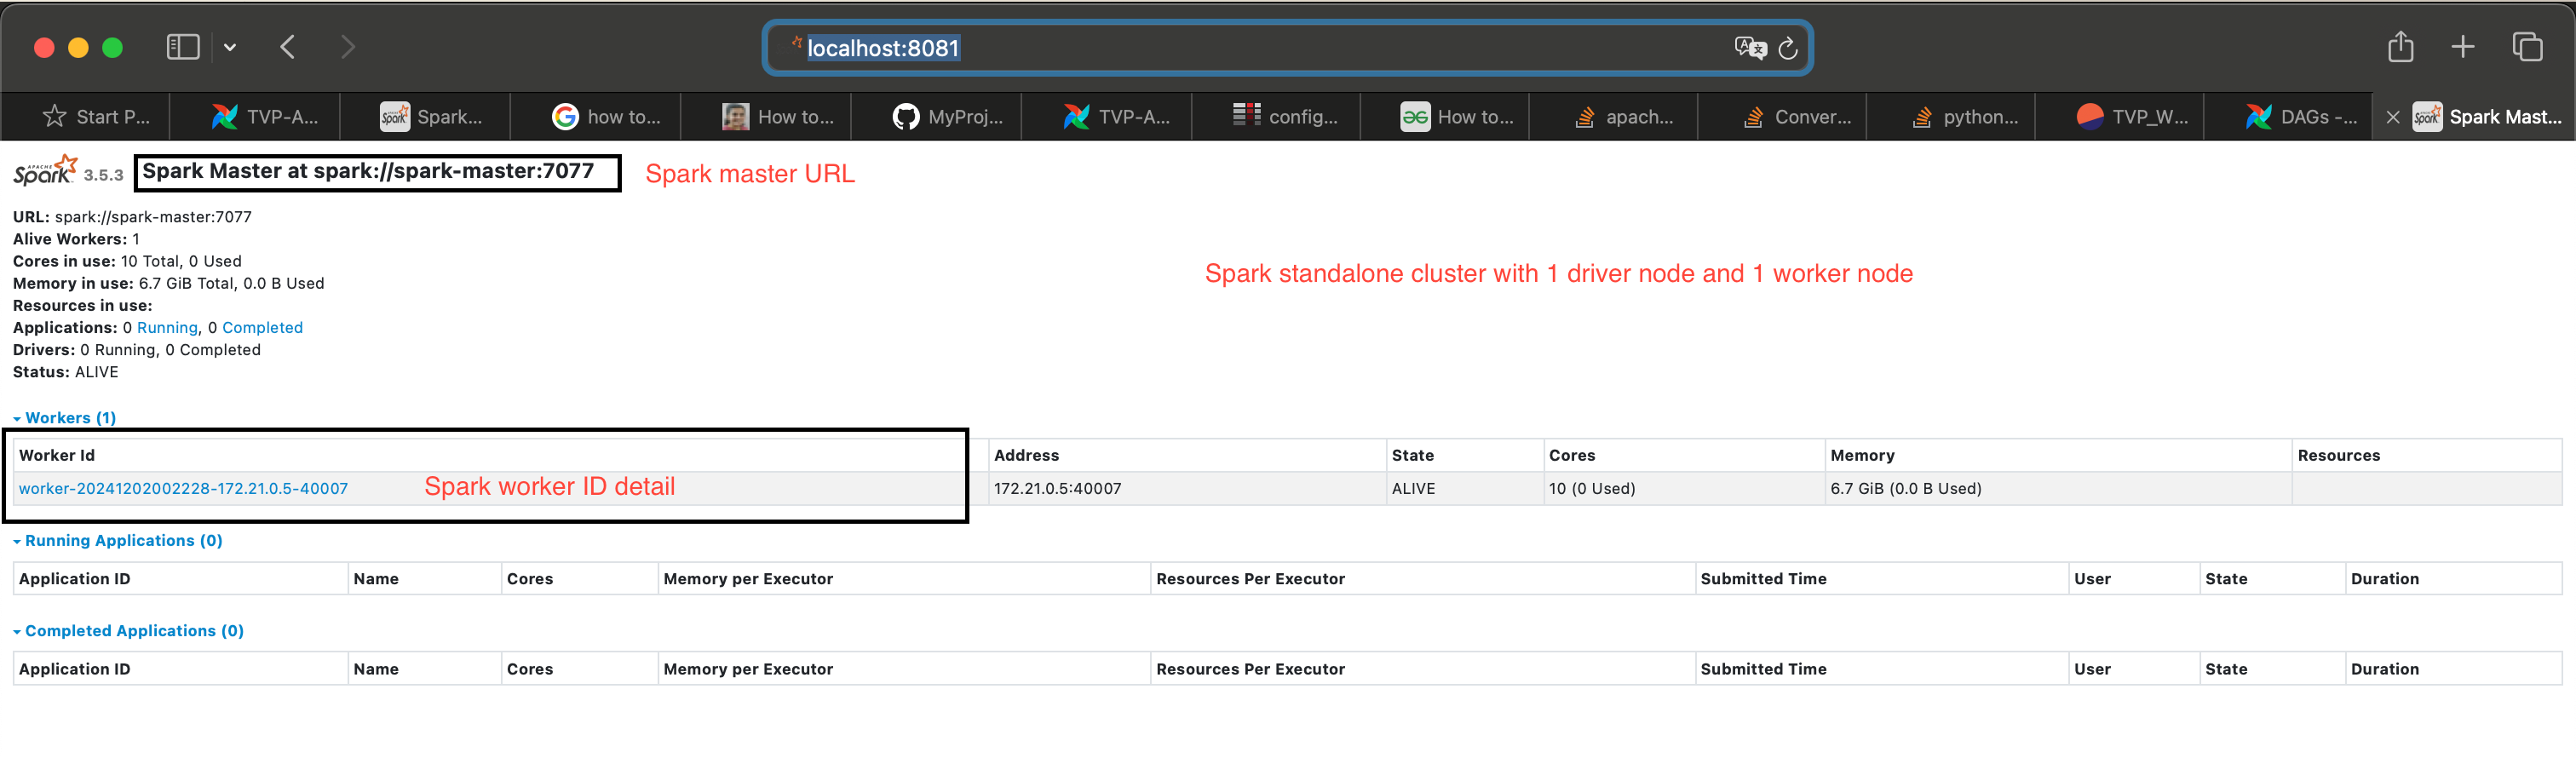 localhost:8081
Start P... TVP-A... Spark... how to... How to... MyProj... TVP-A... config... How to... apach... Conver... python... TVP_W... DAGs -... Spark Mast...
APACHE Spark 3.5.3 Spark Master at spark://spark-master:7077 Spark master URL
URL: spark://spark-master:7077
Alive Workers: 1
Cores in use: 10 Total, 0 Used
Spark standalone cluster with 1 driver node and 1 worker node
Memory in use: 6.7 GiB Total, 0.0 B Used
Resources in use:
Applications: 0 Running, 0 Completed
Drivers: 0 Running, 0 Completed
Status: ALIVE
Workers (1)
Worker Id Address State Cores Memory Resources
worker-20241202002228-172.21.0.5-40007 Spark worker ID detail 172.21.0.5:40007 ALIVE 10 (0 Used) 6.7 GiB (0.0 B Used)
Running Applications (0)
Application ID Name Cores Memory per Executor Resources Per Executor Submitted Time User State Duration
Completed Applications (0)
Application ID Name Cores Memory per Executor Resources Per Executor Submitted Time User State Duration